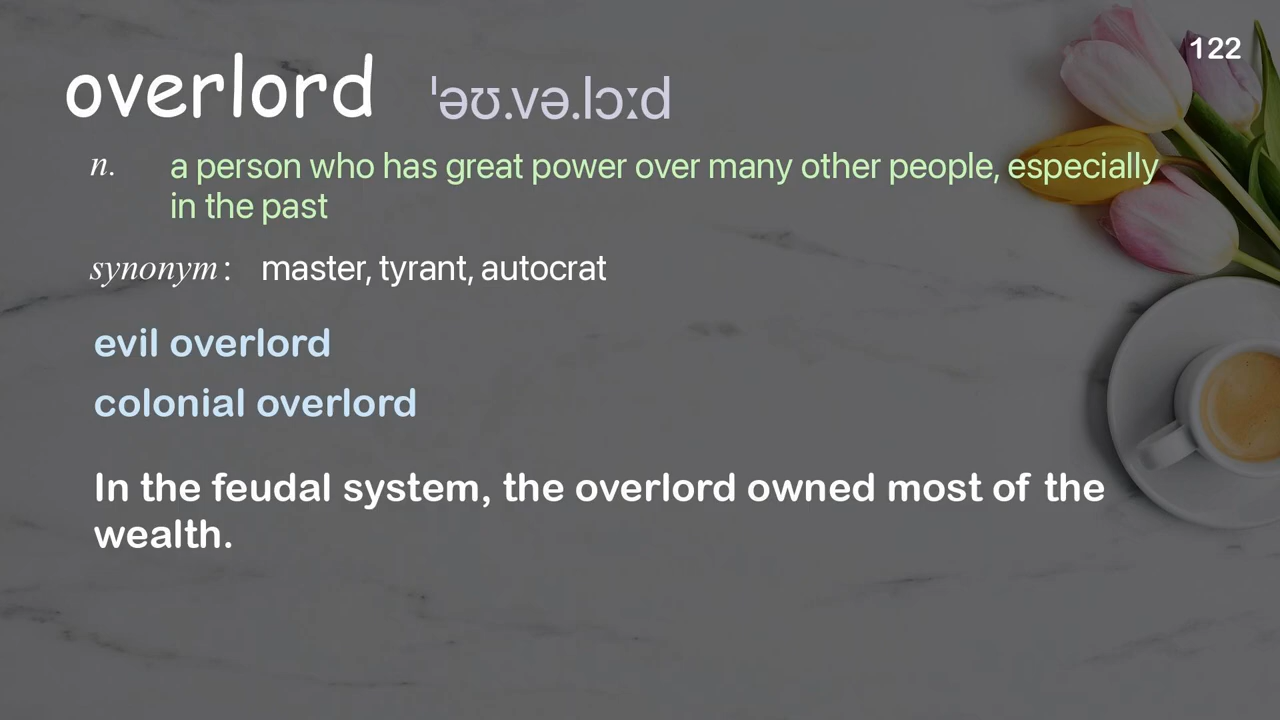 122
overlord ˈəʊ.və.lɔːd
n. a person who has great power over many other people, especially
in the past
synonym: master, tyrant, autocrat
evil overlord
colonial overlord
In the feudal system, the overlord owned most of the
wealth.